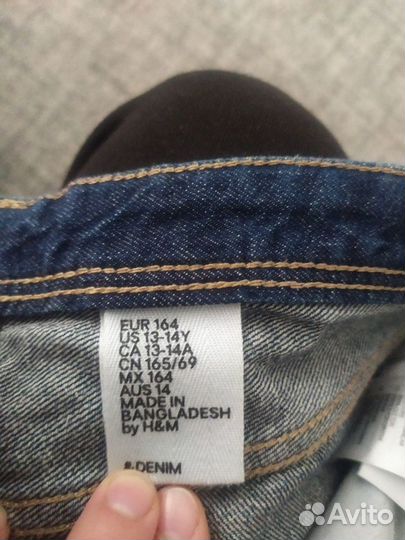 EUR 164
US 13-14Y
CA 13-14A
CN 165/69
MX 164
AUS 14
MADE IN
BANGLADESH
by H&M
&DENIM
Avito